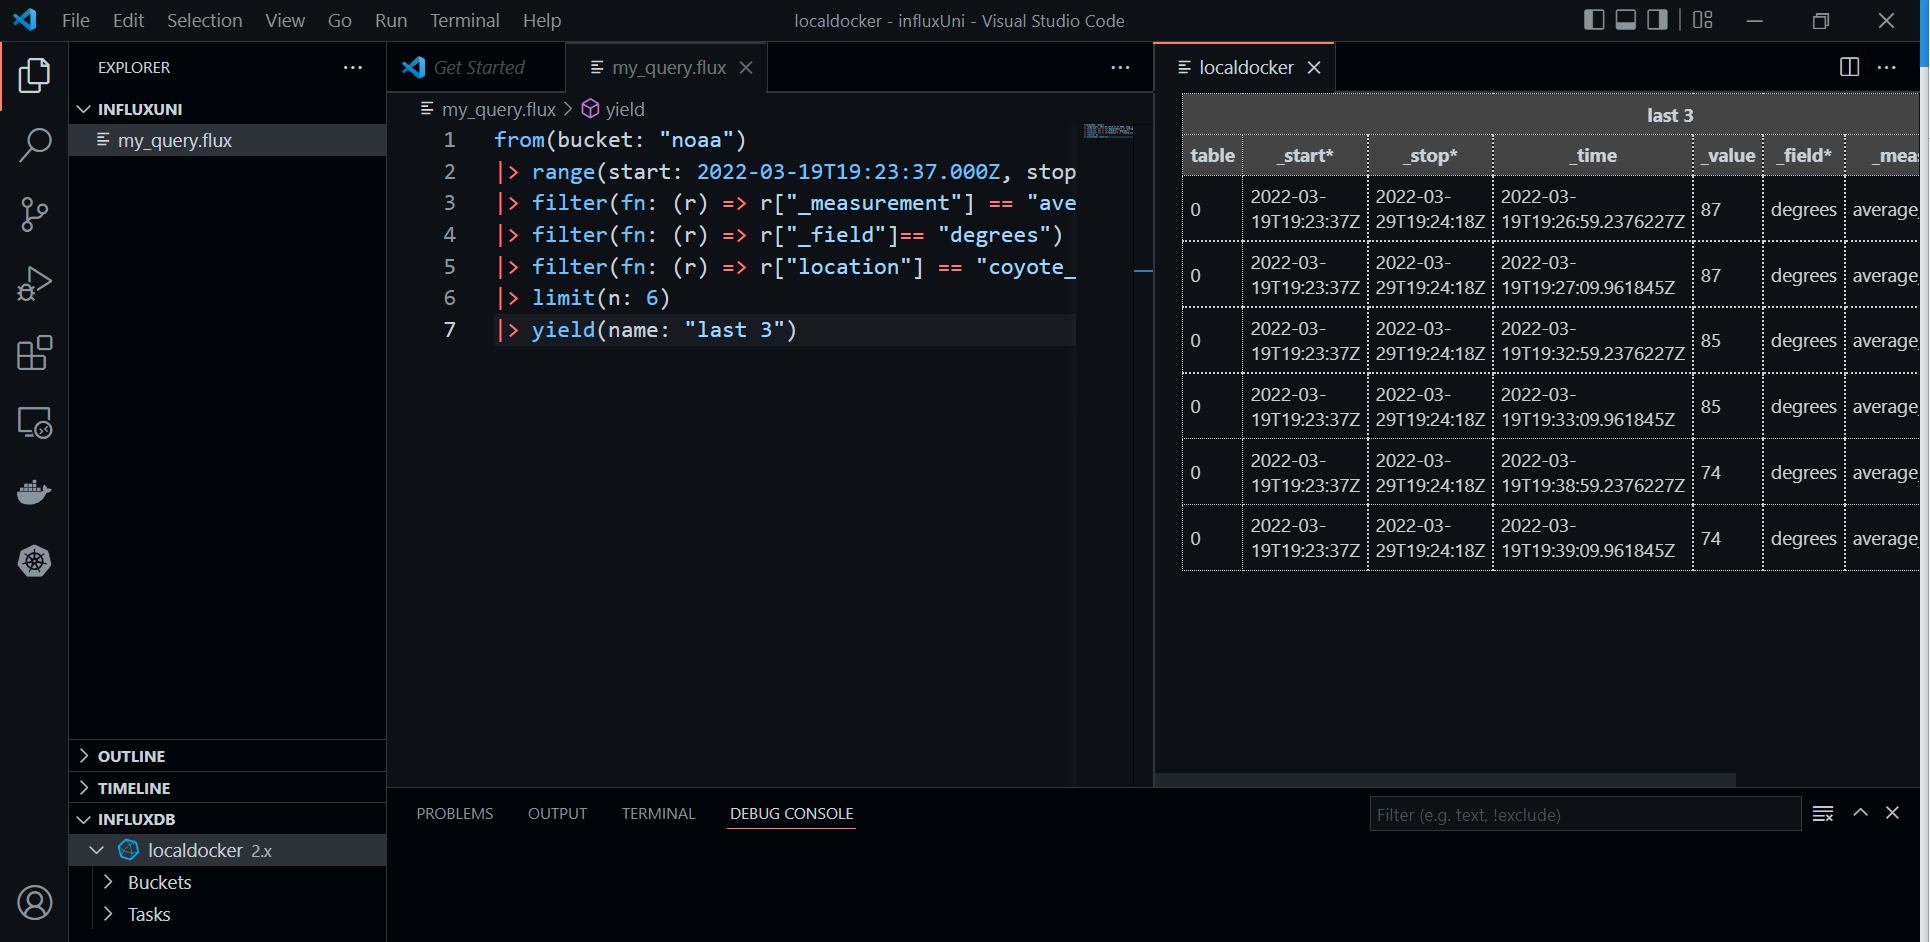 File Edit Selection View Go Run Terminal Help
localdocker - influxUni - Visual Studio Code
EXPLORER
INFLUXUNI
my_query.flux
OUTLINE
TIMELINE
INFLUXDB
localdocker 2.x
Buckets
Tasks
Get Started
my_query.flux
my_query.flux > yield
1 from(bucket: "noaa")
2 |> range(start: 2022-03-19T19:23:37.000Z, stop
3 |> filter(fn: (r) => r["_measurement"] == "ave
4 |> filter(fn: (r) => r["_field"]== "degrees")
5 |> filter(fn: (r) => r["location"] == "coyote_
6 |> limit(n: 6)
7 |> yield(name: "last 3")
localdocker
last 3
table _start* _stop* _time _value _field* _meas
0 2022-03-19T19:23:37Z 2022-03-29T19:24:18Z 2022-03-19T19:26:59.2376227Z 87 degrees average_
0 2022-03-19T19:23:37Z 2022-03-29T19:24:18Z 2022-03-19T19:27:09.961845Z 87 degrees average_
0 2022-03-19T19:23:37Z 2022-03-29T19:24:18Z 2022-03-19T19:32:59.2376227Z 85 degrees average_
0 2022-03-19T19:23:37Z 2022-03-29T19:24:18Z 2022-03-19T19:33:09.961845Z 85 degrees average_
0 2022-03-19T19:23:37Z 2022-03-29T19:24:18Z 2022-03-19T19:38:59.2376227Z 74 degrees average_
0 2022-03-19T19:23:37Z 2022-03-29T19:24:18Z 2022-03-19T19:39:09.961845Z 74 degrees average_
PROBLEMS OUTPUT TERMINAL DEBUG CONSOLE
Filter (e.g. text, !exclude)